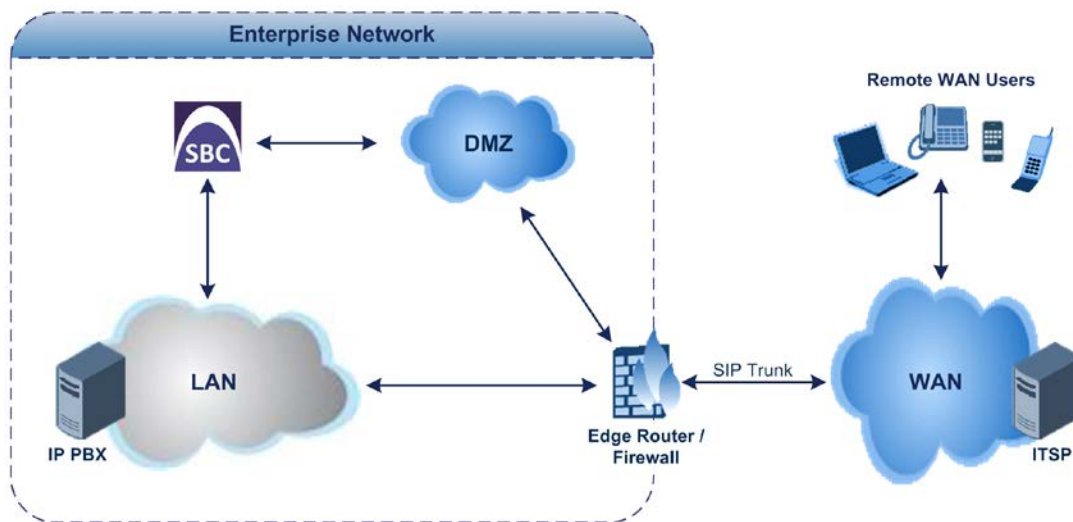 Enterprise Network
Remote WAN Users
SBC
DMZ
LAN
IP PBX
SIP Trunk
Edge Router /
Firewall
WAN
ITSP